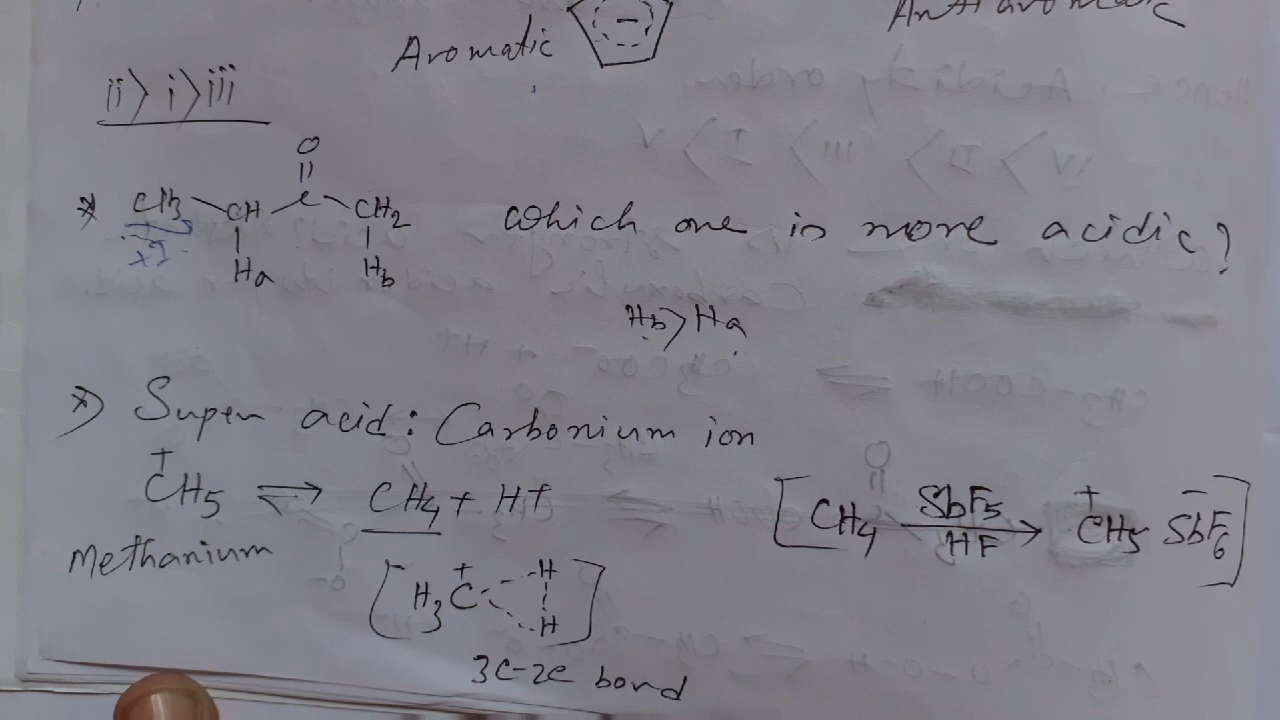 Aromatic
Antiaromatic
ii > i > iii
O
||
* CH3 CH C CH2 Which one is more acidic?
+I
Ha Hb
Hb > Ha
*) Super acid: Carbonium ion
+CH5 ⇌ CH4 + H+
Methanium
[CH4 SbF5 / HF → +CH5 SbF6-]
[H3C+ H H]
3C-2e bond